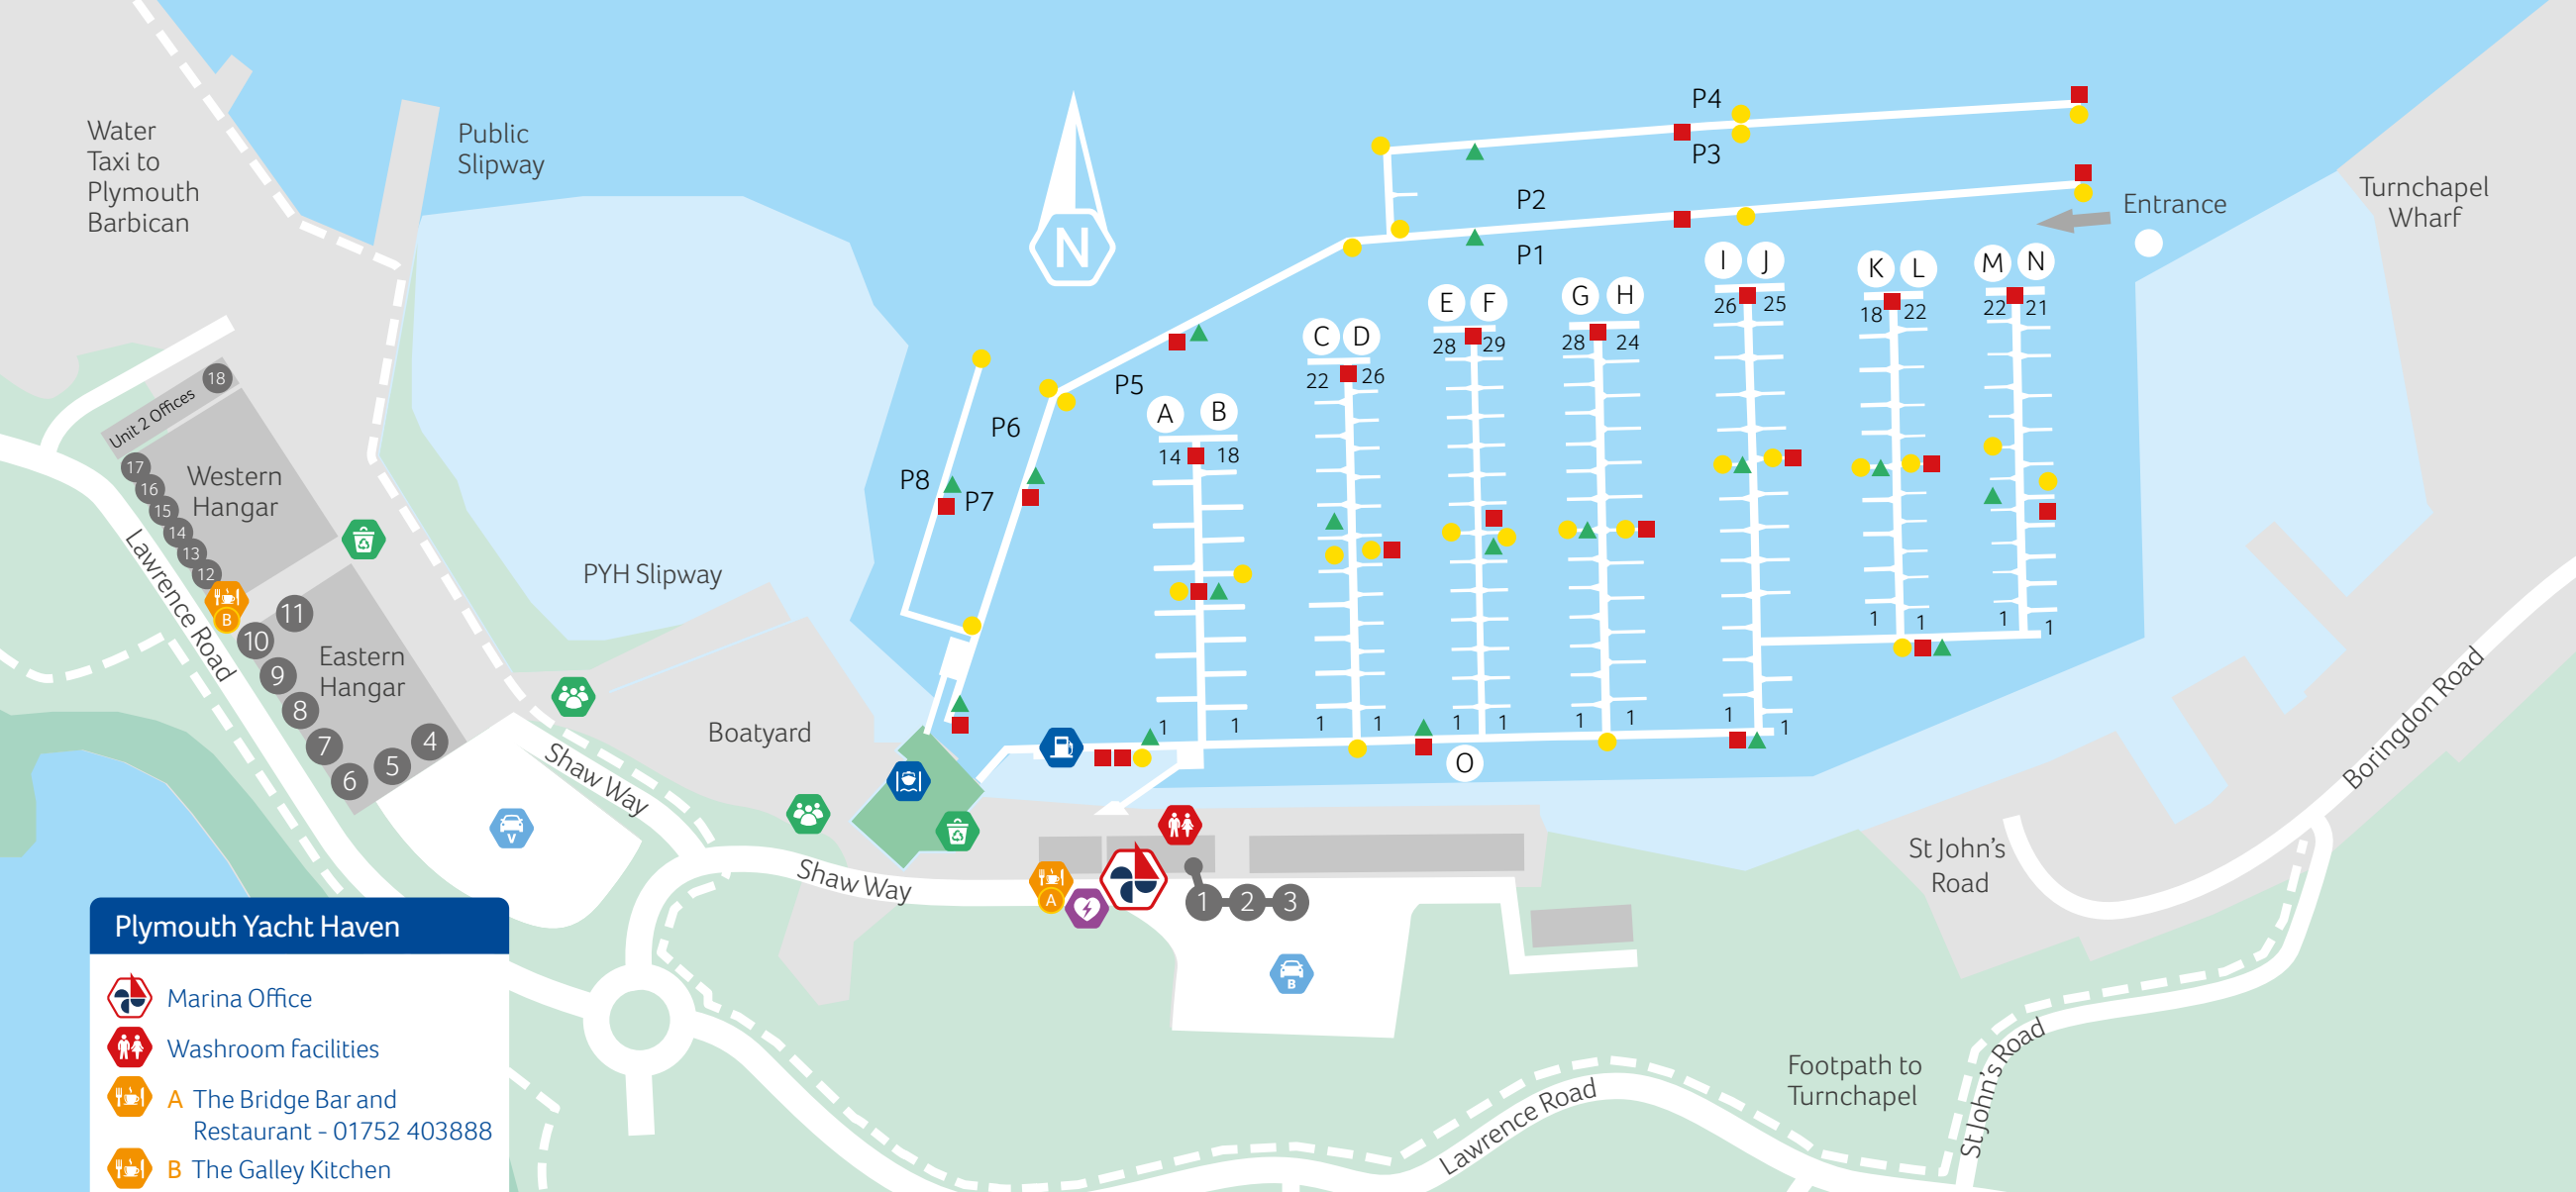 Water
Taxi to
Plymouth
Barbican
Public
Slipway
N
P4
P3
P2
P1
Entrance
Turnchapel
Wharf
P5
P6
P8
P7
A B
14 18
C D
22 26
E F
28 29
G H
28 24
I J
26 25
K L
18 22
M N
22 21
1 1
1 1
1 1
1 1
1 1
1 1
1 1
O
18
Unit 2 Offices
17
16
15
14
13
12
Western
Hangar
B
11
10
9
8
7
6
5
4
Eastern
Hangar
Lawrence Road
PYH Slipway
Boatyard
Shaw Way
V
Shaw Way
A
1 2 3
B
St John's
Road
Boringdon Road
Footpath to
Turnchapel
St John's Road
Lawrence Road
Plymouth Yacht Haven
Marina Office
Washroom facilities
A The Bridge Bar and
Restaurant - 01752 403888
B The Galley Kitchen